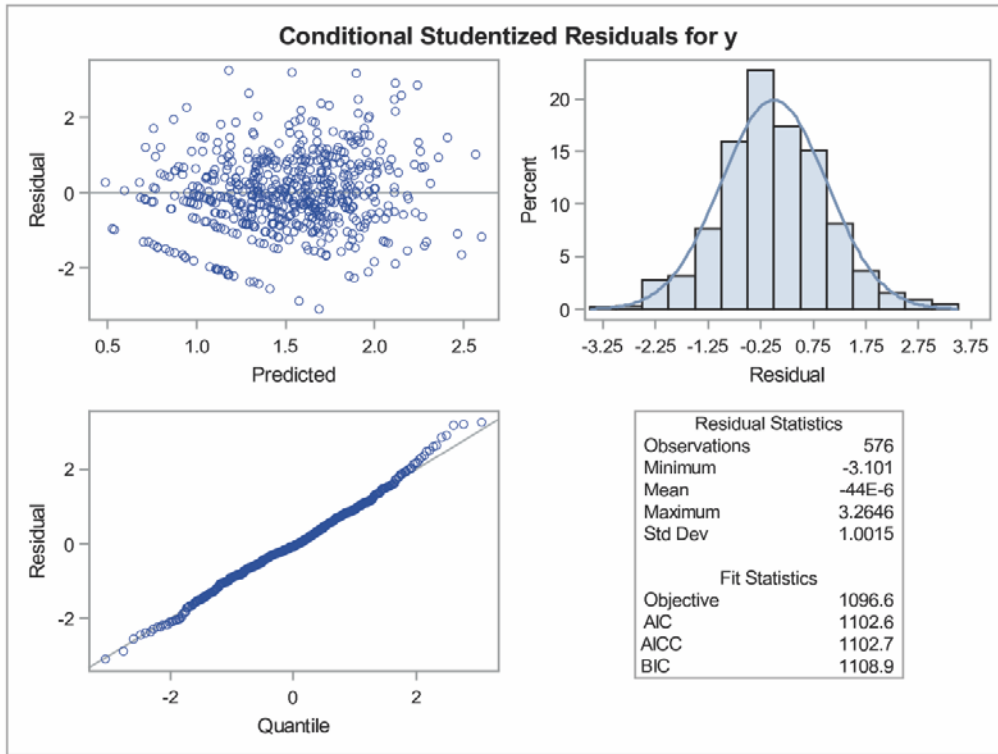 Conditional Studentized Residuals for y
2
0
-2
Residual
0.5 1.0 1.5 2.0 2.5
Predicted
20
15
10
5
0
Percent
-3.25 -2.25 -1.25 -0.25 0.75 1.75 2.75 3.75
Residual
2
0
-2
Residual
-2 0 2
Quantile
Residual Statistics
Observations 576
Minimum -3.101
Mean -44E-6
Maximum 3.2646
Std Dev 1.0015
Fit Statistics
Objective 1096.6
AIC 1102.6
AICC 1102.7
BIC 1108.9